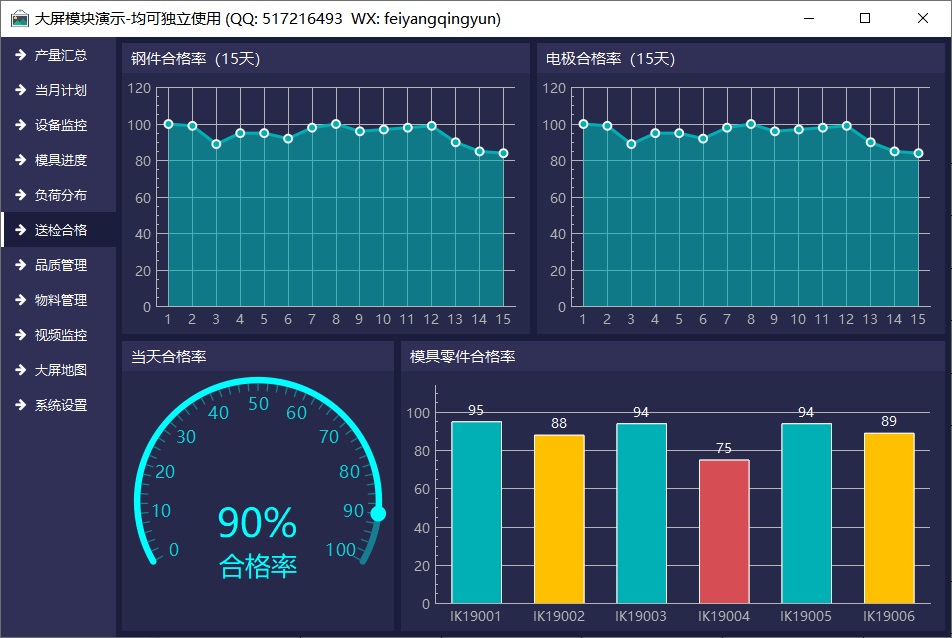 大屏模块演示-均可独立使用 (QQ: 517216493  WX: feiyangqingyun)
产量汇总
当月计划
设备监控
模具进度
负荷分布
送检合格
品质管理
物料管理
视频监控
大屏地图
系统设置
钢件合格率（15天）
120
100
80
60
40
20
0
1 2 3 4 5 6 7 8 9 10 11 12 13 14 15
电极合格率（15天）
120
100
80
60
40
20
0
1 2 3 4 5 6 7 8 9 10 11 12 13 14 15
当天合格率
0
10
20
30
40
50
60
70
80
90
100
90%
合格率
模具零件合格率
100
80
60
40
20
0
95 88 94 75 94 89
IK19001 IK19002 IK19003 IK19004 IK19005 IK19006